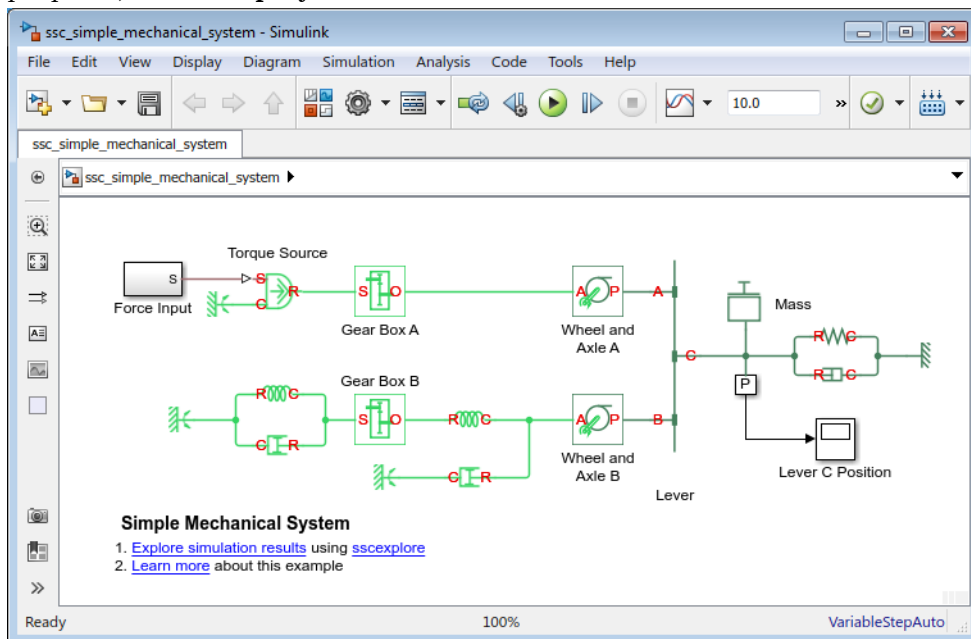 ssc_simple_mechanical_system - Simulink
File Edit View Display Diagram Simulation Analysis Code Tools Help
10.0 »
ssc_simple_mechanical_system
ssc_simple_mechanical_system
Torque Source
S S
C R S O A P A
Force Input
Gear Box A
Wheel and
Axle A
Mass
R C
C
R C
P
Gear Box B
R C
S O R C A P B
C R
C R
Wheel and
Axle B
Lever C Position
Lever
Simple Mechanical System
1. Explore simulation results using sscexplore
2. Learn more about this example
»
Ready 100% VariableStepAuto